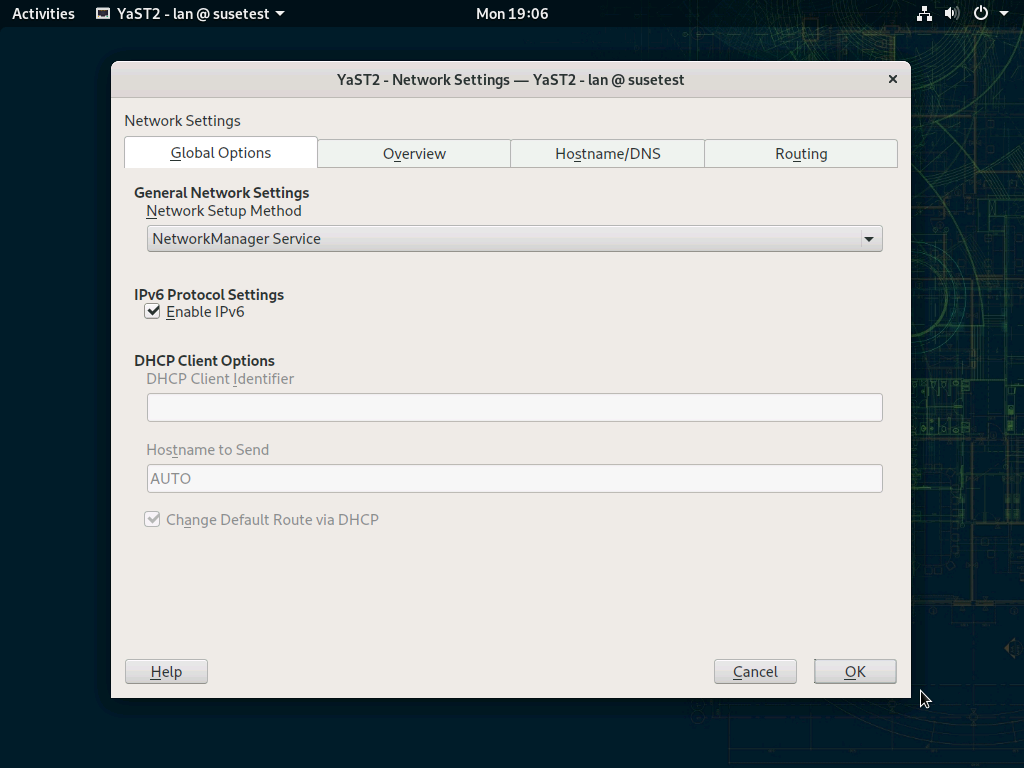 Activities YaST2 - lan @ susetest Mon 19:06
YaST2 - Network Settings — YaST2 - lan @ susetest
Network Settings
Global Options Overview Hostname/DNS Routing
General Network Settings
Network Setup Method
NetworkManager Service
IPv6 Protocol Settings
Enable IPv6
DHCP Client Options
DHCP Client Identifier
Hostname to Send
AUTO
Change Default Route via DHCP
Help Cancel OK